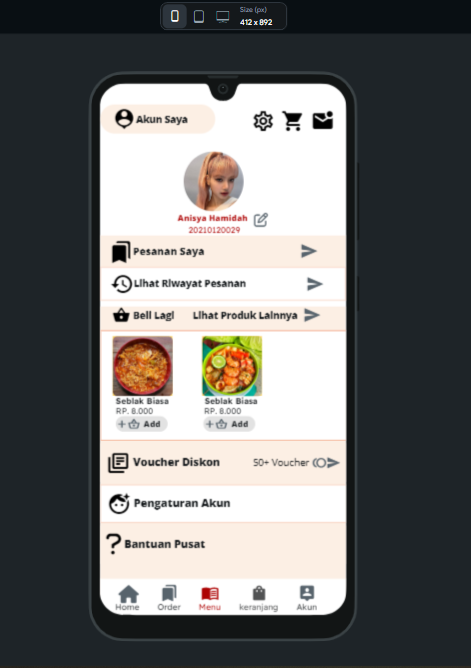 Size (px)
412 x 892
Akun Saya
Anisya Hamidah
20210120029
Pesanan Saya
Lihat Riwayat Pesanan
Beli Lagi Lihat Produk Lainnya
Seblak Biasa Seblak Biasa
RP. 8.000 RP. 8.000
+ Add + Add
Voucher Diskon 50+ Voucher
Pengaturan Akun
Bantuan Pusat
Home Order Menu keranjang Akun